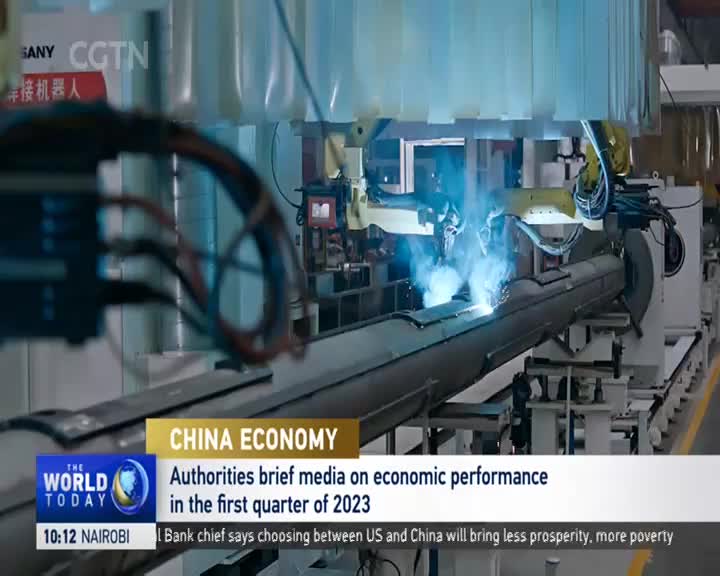 SANY
CGTN
焊接机器人
CHINA ECONOMY
Authorities brief media on economic performance
in the first quarter of 2023
THE
WORLD
TODAY
10:12 NAIROBI
l Bank chief says choosing between US and China will bring less prosperity, more poverty